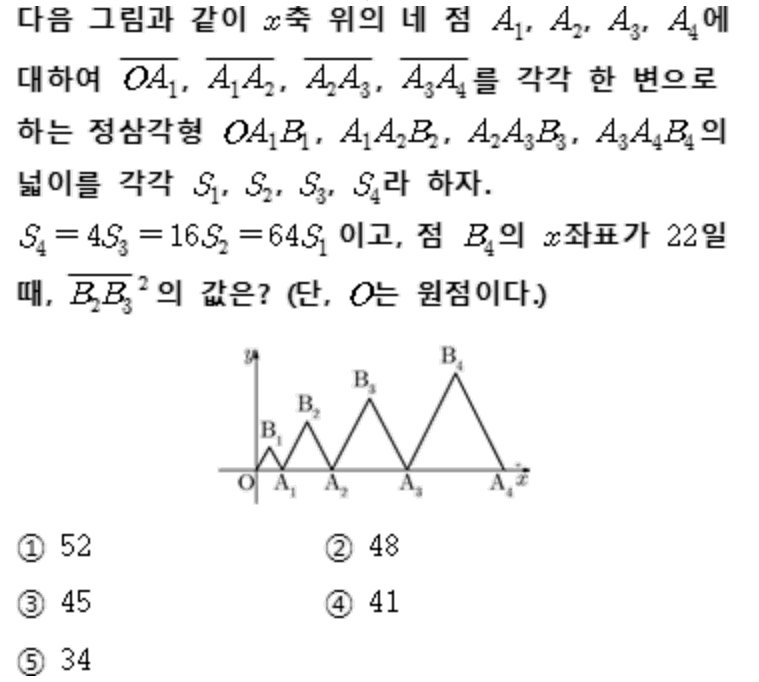 다음 그림과 같이 x축 위의 네 점 A₁, A₂, A₃, A₄에
대하여 OA₁, A₁A₂, A₂A₃, A₃A₄를 각각 한 변으로
하는 정삼각형 OA₁B₁, A₁A₂B₂, A₂A₃B₃, A₃A₄B₄의
넓이를 각각 S₁, S₂, S₃, S₄라 하자.
S₄ = 4S₃ = 16S₂ = 64S₁ 이고, 점 B₄의 x좌표가 22일
때, B₂B₃² 의 값은? (단, O는 원점이다.)
y B₄
B₃
B₂
B₁
O A₁ A₂ A₃ A₄ x
① 52 ② 48
③ 45 ④ 41
⑤ 34